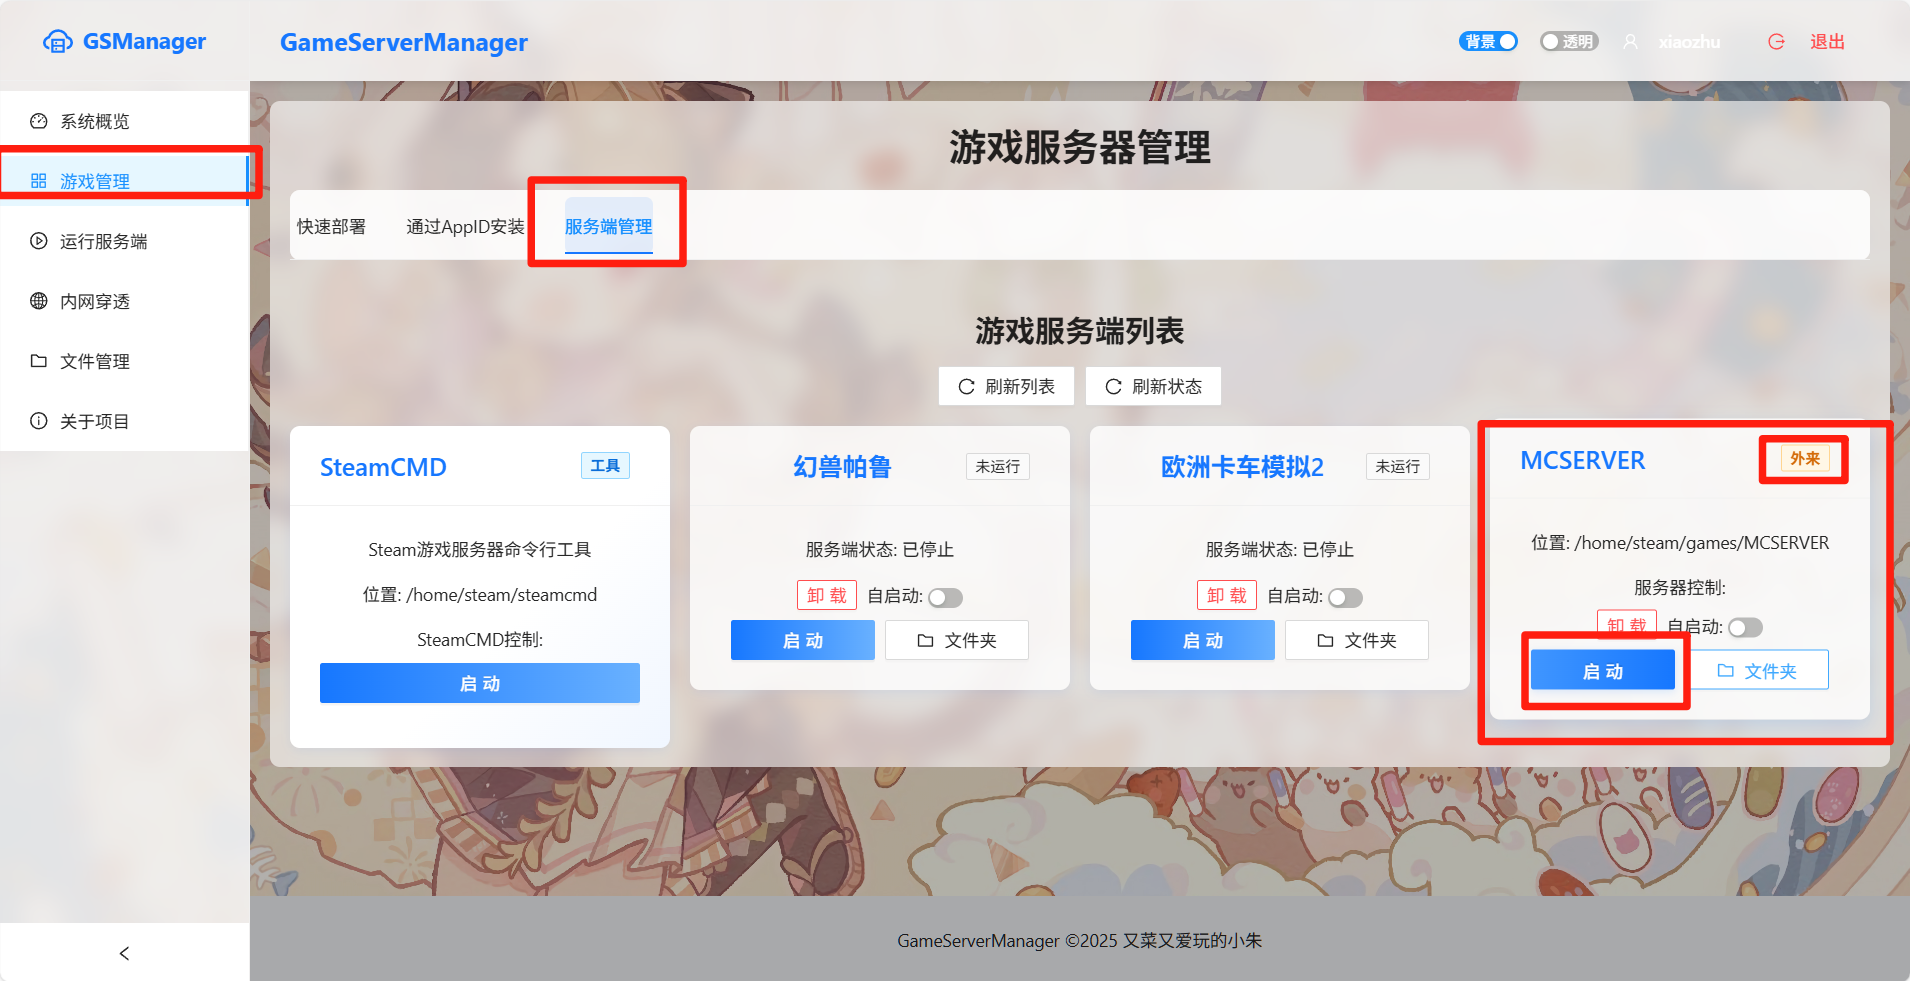 GSManager
GameServerManager
背景
透明
xiaozhu
退出
系统概览
游戏管理
运行服务端
内网穿透
文件管理
关于项目
游戏服务器管理
快速部署
通过AppID安装
服务端管理
游戏服务端列表
刷新列表
刷新状态
SteamCMD
工具
Steam游戏服务器命令行工具
位置: /home/steam/steamcmd
SteamCMD控制:
启动
幻兽帕鲁
未运行
服务端状态: 已停止
卸载
自启动:
启动
文件夹
欧洲卡车模拟2
未运行
服务端状态: 已停止
卸载
自启动:
启动
文件夹
MCSERVER
外来
位置: /home/steam/games/MCSERVER
服务器控制:
卸载
自启动:
启动
文件夹
GameServerManager ©2025 又菜又爱玩的小朱